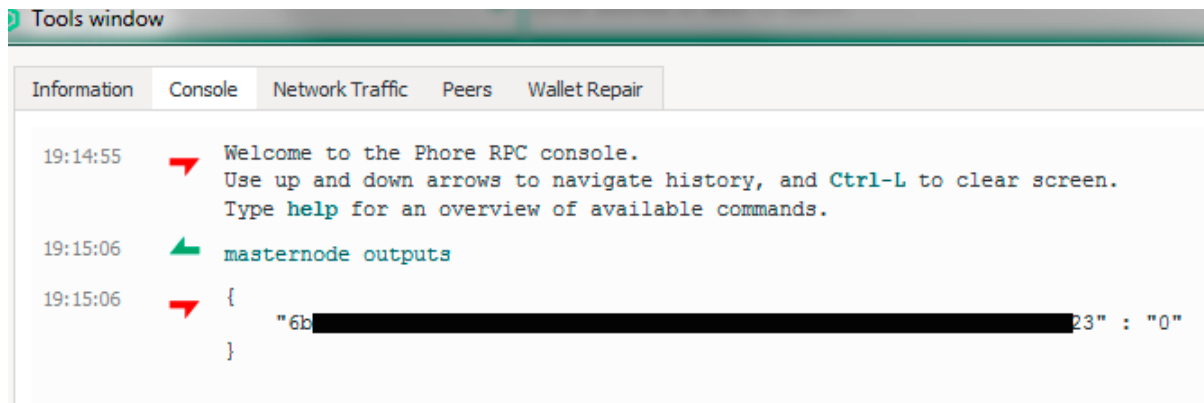 Tools window
Information Console Network Traffic Peers Wallet Repair
19:14:55 Welcome to the Phore RPC console.
Use up and down arrows to navigate history, and Ctrl-L to clear screen.
Type help for an overview of available commands.
19:15:06 masternode outputs
19:15:06 {
"6b 23" : "0"
}